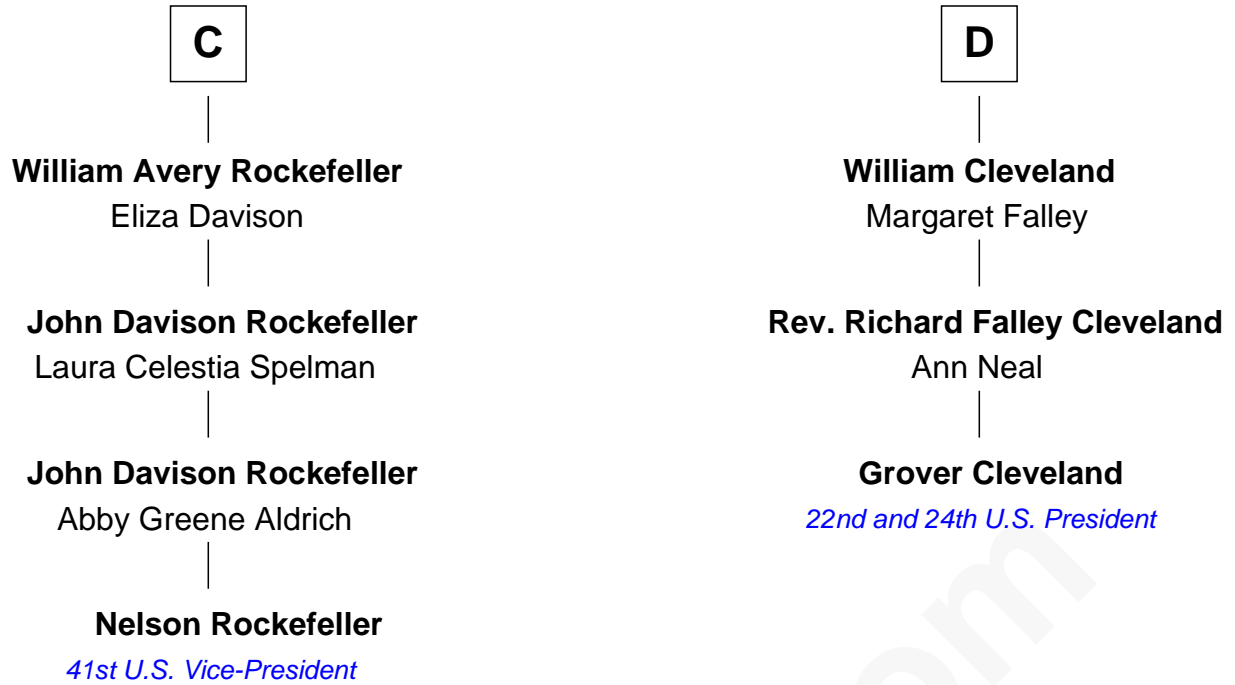 C
William Avery Rockefeller
Eliza Davison
John Davison Rockefeller
Laura Celestia Spelman
John Davison Rockefeller
Abby Greene Aldrich
Nelson Rockefeller
41st U.S. Vice-President
D
William Cleveland
Margaret Falley
Rev. Richard Falley Cleveland
Ann Neal
Grover Cleveland
22nd and 24th U.S. President
om